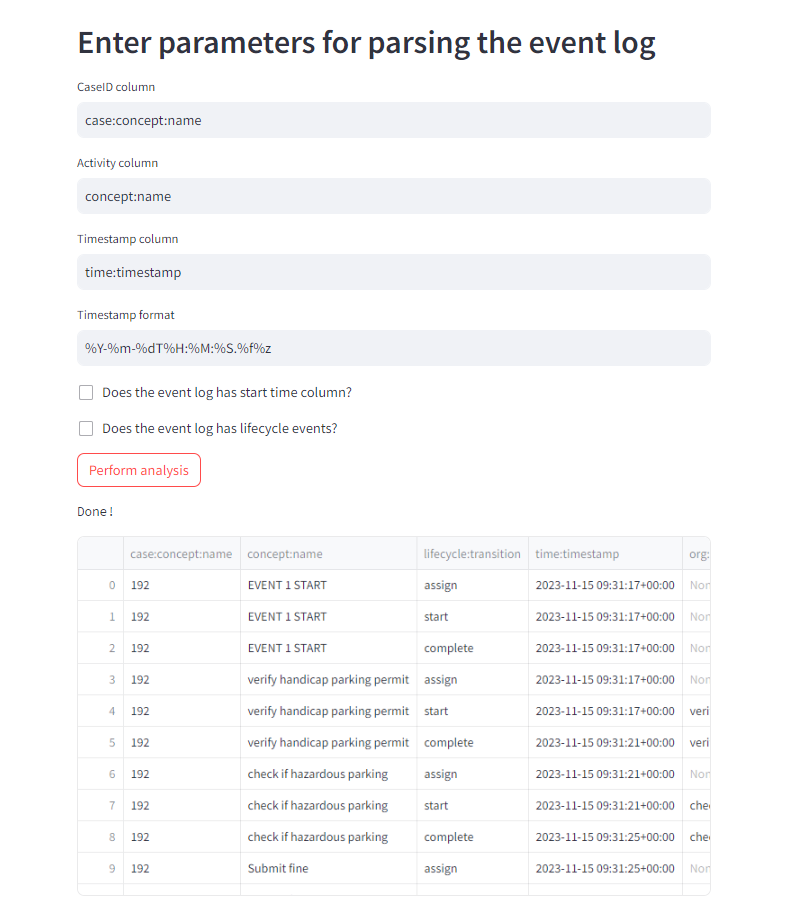 Enter parameters for parsing the event log
CaseID column
case:concept:name
Activity column
concept:name
Timestamp column
time:timestamp
Timestamp format
%Y-%m-%dT%H:%M:%S.%f%z
Does the event log has start time column?
Does the event log has lifecycle events?
Perform analysis
Done !
case:concept:name concept:name lifecycle:transition time:timestamp org:
0 192 EVENT 1 START assign 2023-11-15 09:31:17+00:00 Nor
1 192 EVENT 1 START start 2023-11-15 09:31:17+00:00 Nor
2 192 EVENT 1 START complete 2023-11-15 09:31:17+00:00 Nor
3 192 verify handicap parking permit assign 2023-11-15 09:31:17+00:00 Nor
4 192 verify handicap parking permit start 2023-11-15 09:31:17+00:00 veri
5 192 verify handicap parking permit complete 2023-11-15 09:31:21+00:00 veri
6 192 check if hazardous parking assign 2023-11-15 09:31:21+00:00 Nor
7 192 check if hazardous parking start 2023-11-15 09:31:21+00:00 che
8 192 check if hazardous parking complete 2023-11-15 09:31:25+00:00 che
9 192 Submit fine assign 2023-11-15 09:31:25+00:00 Nor